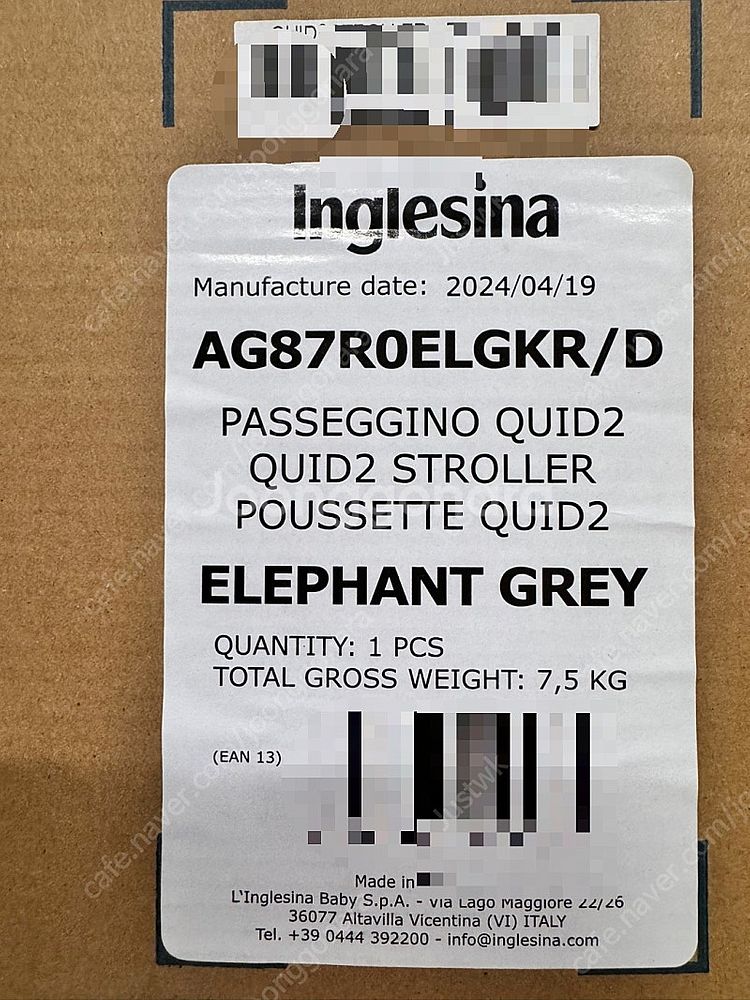 Inglesina
Manufacture date: 2024/04/19
AG87R0ELGKR/D
PASSEGGINO QUID2
QUID2 STROLLER
POUSSETTE QUID2
ELEPHANT GREY
QUANTITY: 1 PCS
TOTAL GROSS WEIGHT: 7,5 KG
(EAN 13)
Made in
L'Inglesina Baby S.p.A. - Via Lago Maggiore 22/26
36077 Altavilla Vicentina (VI) ITALY
Tel. +39 0444 392200 - info@inglesina.com
Joonggonara
Justwk